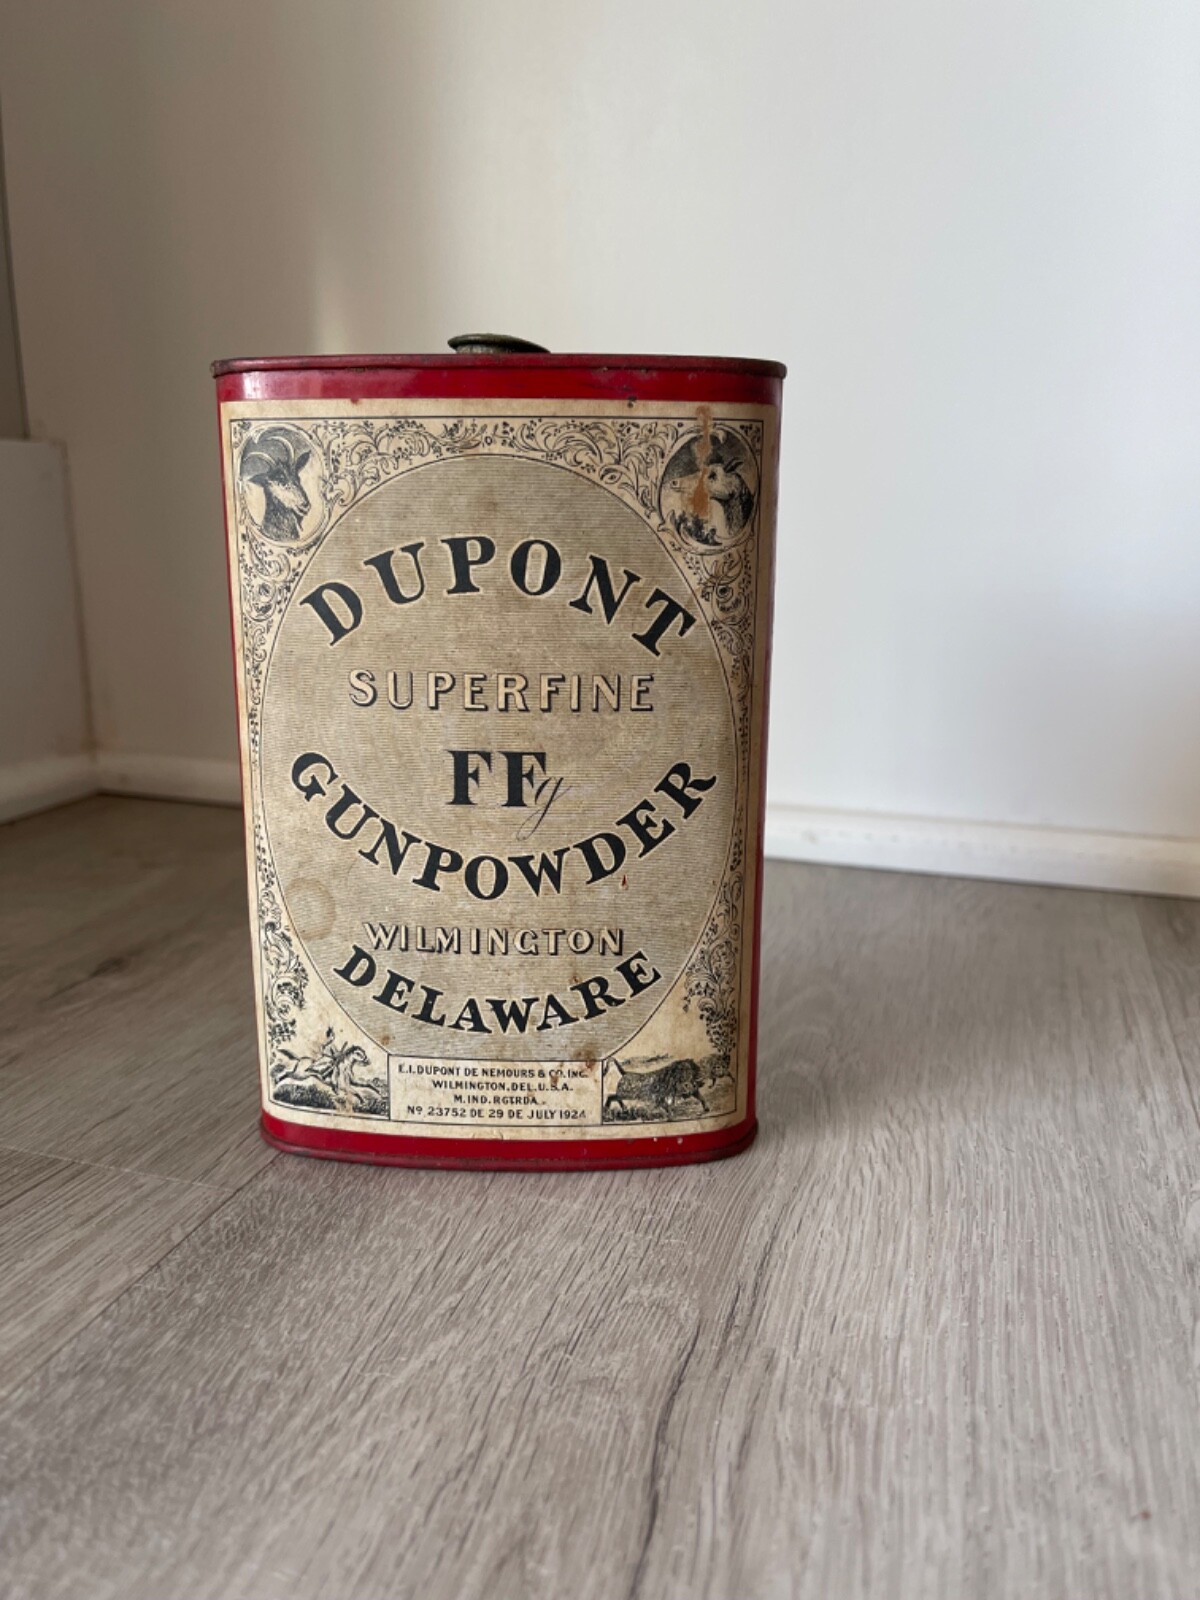 DUPONT
SUPERFINE
FFg
GUNPOWDER
WILMINGTON
DELAWARE
E.I. DUPONT DE NEMOURS & CO. INC.
WILMINGTON, DEL. U.S.A.
M. IND. RGTRDA.
Nº 23752 DE 29 DE JULY 1924